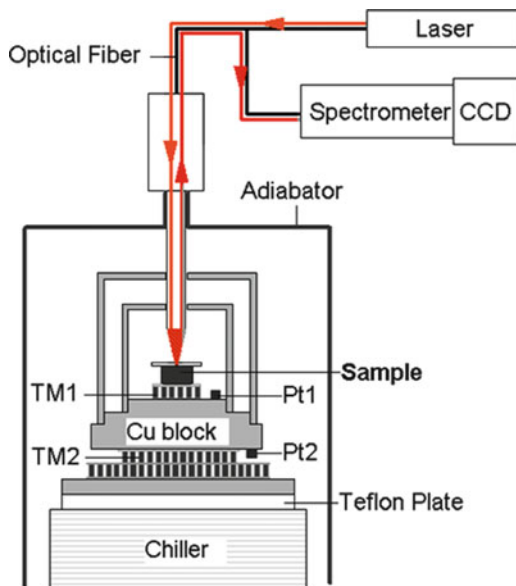 Laser
Optical Fiber
Spectrometer CCD
Adiabator
Sample
TM1 Pt1
Cu block
TM2 Pt2
Teflon Plate
Chiller